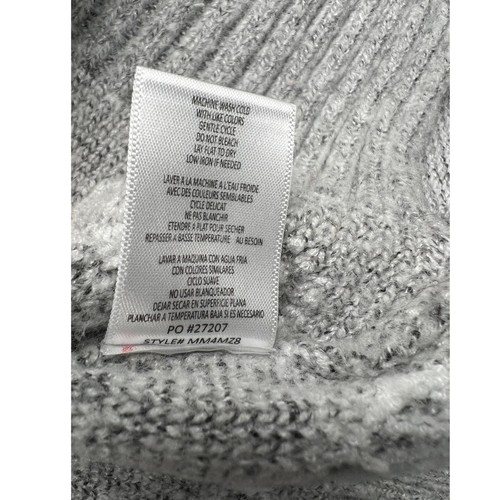 MACHINE WASH COLD
WITH LIKE COLORS
GENTLE CYCLE
DO NOT BLEACH
LAY FLAT TO DRY
LOW IRON IF NEEDED
LAVER À LA MACHINE A L'EAU FROIDE
AVEC DES COULEURS SEMBLABLES
CYCLE DELICAT
NE PAS BLANCHIR
ETENDRE A PLAT POUR SECHER
REPASSER A BASSE TEMPERATURE AU BESOIN
LAVAR A MAQUINA CON AGUA FRIA
CON COLORES SIMILARES
CICLO SUAVE
NO USAR BLANQUEADOR
DEJAR SECAR EN SUPERFICIE PLANA
PLANCHAR A TEMPERATURA BAJA SI ES NECESARIO
PO #27207
STYLE# MM4MZ8